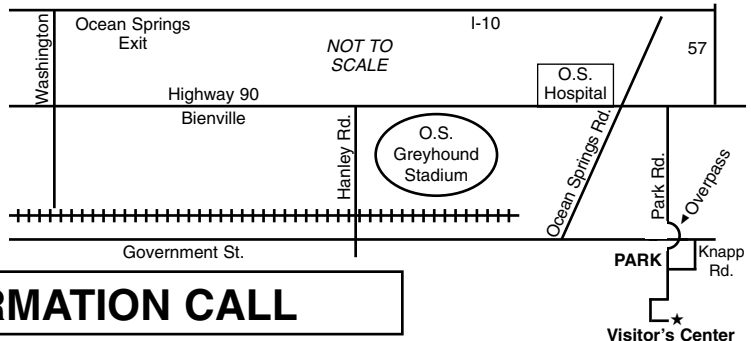 Washington
Ocean Springs
Exit
NOT TO
SCALE
I-10
57
O.S.
Hospital
Highway 90
Bienville
Hanley Rd.
O.S.
Greyhound
Stadium
Ocean Springs Rd.
Park Rd.
Overpass
Government St.
PARK
Knapp
Rd.
RMATION CALL
Visitor's Center